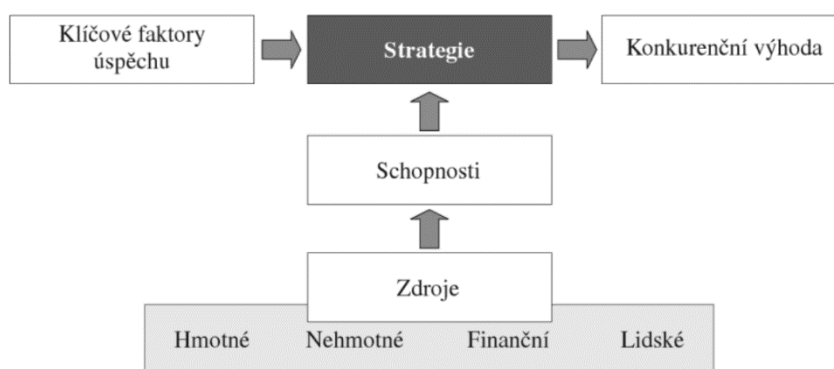 Klíčové faktory
úspěchu
Strategie
Konkurenční výhoda
Schopnosti
Zdroje
Hmotné Nehmotné Finanční Lidské